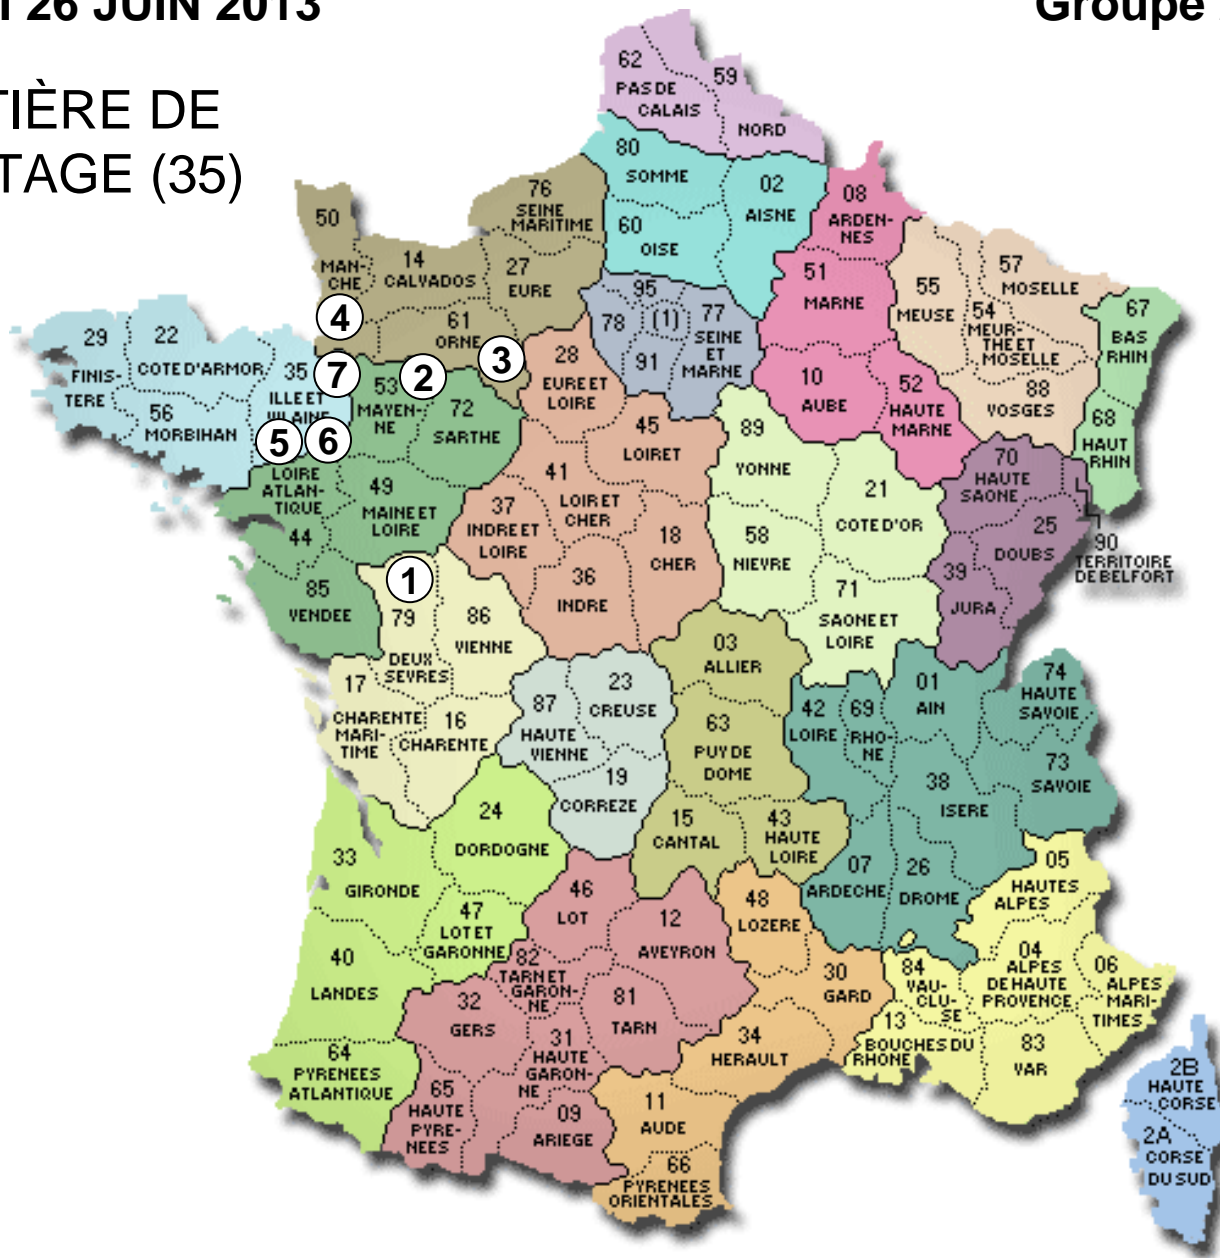 26 JUIN 2013
Groupe
TIÈRE DE
TAGE (35)
62
PAS DE
CALAIS
59
NORD
80
SOMME
02
AISNE
60
OISE
08
ARDEN-
NES
76
SEINE
MARITIME
50
MAN-
CHE
14
CALVADOS
27
EURE
61
ORNE
4
3
95
78
(1)
77
SEINE
ET
MARNE
91
51
MARNE
10
AUBE
52
HAUTE
MARNE
55
MEUSE
54
MEUR-
THE ET
MOSELLE
57
MOSELLE
88
VOSGES
67
BAS
RHIN
68
HAUT
RHIN
29
FINIS-
TERE
22
COTE D'ARMOR
56
MORBIHAN
35
ILLE ET
VILAINE
7
5
6
53
MAYEN-
NE
2
72
SARTHE
LOIRE
ATLAN-
TIQUE
44
49
MAINE ET
LOIRE
85
VENDEE
28
EURE ET
LOIRE
45
LOIRET
41
LOIR ET
CHER
37
INDRE ET
LOIRE
18
CHER
36
INDRE
89
YONNE
21
COTE D'OR
58
NIEVRE
71
SAONE ET
LOIRE
70
HAUTE
SAONE
25
DOUBS
39
JURA
90
TERRITOIRE
DE BELFORT
1
79
DEUX
SEVRES
86
VIENNE
17
CHARENTE
MARI-
TIME
16
CHARENTE
87
HAUTE
VIENNE
23
CREUSE
19
CORREZE
03
ALLIER
63
PUY DE
DOME
15
CANTAL
43
HAUTE
LOIRE
42
LOIRE
69
RHO-
NE
01
AIN
74
HAUTE
SAVOIE
73
SAVOIE
38
ISERE
07
ARDECHE
26
DROME
24
DORDOGNE
33
GIRONDE
47
LOT ET
GARONNE
40
LANDES
64
PYRENEES
ATLANTIQUE
46
LOT
12
AVEYRON
82
TARN ET
GARON-
NE
32
GERS
81
TARN
31
HAUTE
GARON-
NE
65
HAUTE
PYRE-
NEES
09
ARIEGE
48
LOZERE
30
GARD
34
HERAULT
11
AUDE
66
PYRENEES
ORIENTALES
05
HAUTES
ALPES
04
ALPES
DE HAUTE
PROVENCE
06
ALPES
MARI-
TIMES
84
VAU-
CLU-
SE
13
BOUCHES DU
RHONE
83
VAR
2B
HAUTE
CORSE
2A
CORSE
DU SUD